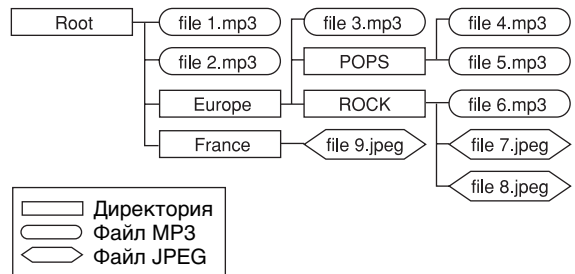 Root file 1.mp3 file 3.mp3 file 4.mp3
file 2.mp3 POPS file 5.mp3
Europe ROCK file 6.mp3
France file 9.jpeg file 7.jpeg
file 8.jpeg
Директория
Файл MP3
Файл JPEG